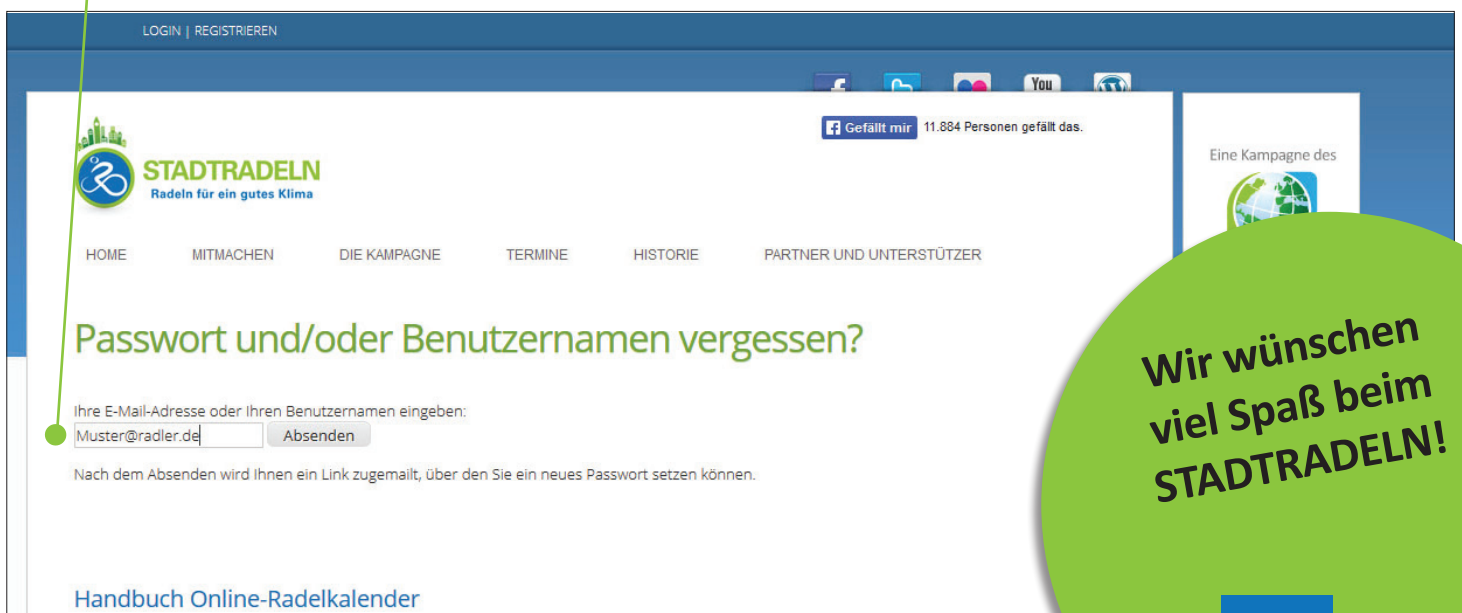 LOGIN | REGISTRIEREN
You
Gefällt mir 11.884 Personen gefällt das.
Eine Kampagne des
STADTRADELN
Radeln für ein gutes Klima
HOME MITMACHEN DIE KAMPAGNE TERMINE HISTORIE PARTNER UND UNTERSTÜTZER
Passwort und/oder Benutzernamen vergessen?
Ihre E-Mail-Adresse oder Ihren Benutzernamen eingeben:
Muster@radler.de Absenden
Nach dem Absenden wird Ihnen ein Link zugemailt, über den Sie ein neues Passwort setzen können.
Wir wünschen
viel Spaß beim
STADTRADELN!
Handbuch Online-Radelkalender